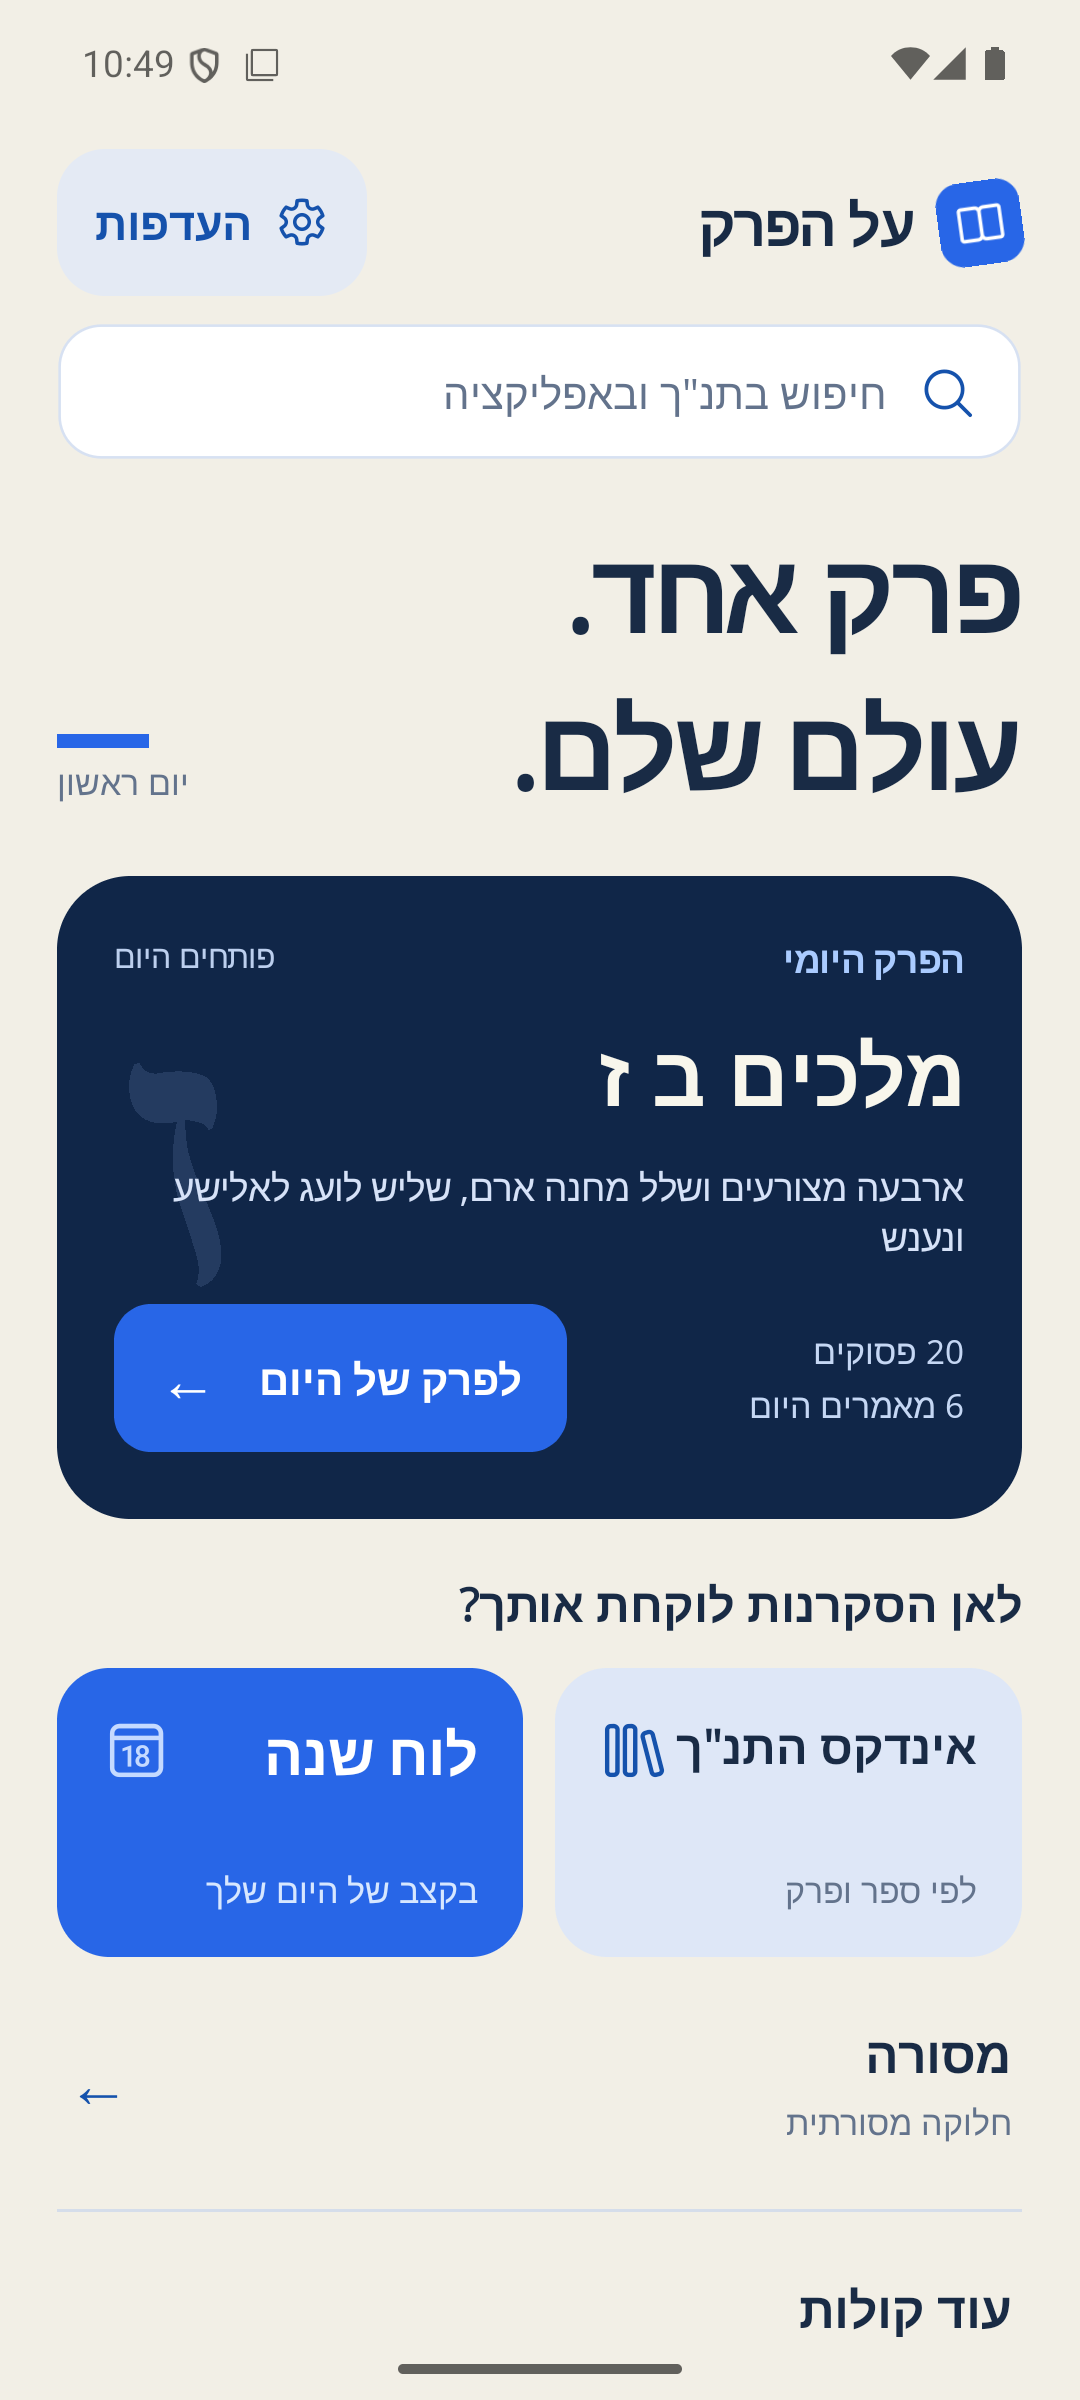 10:49
על הפרק
העדפות
חיפוש בתנ"ך ובאפליקציה
פרק אחד.
עולם שלם.
יום ראשון
הפרק היומי
פותחים היום
מלכים ב ז
ז
ארבעה מצורעים ושלל מחנה ארם, שליש לועג לאלישע
ונענש
20 פסוקים
6 מאמרים היום
לפרק של היום ←
לאן הסקרנות לוקחת אותך?
אינדקס התנ"ך
לפי ספר ופרק
לוח שנה
18
בקצב של היום שלך
מסורה
חלוקה מסורתית
←
עוד קולות